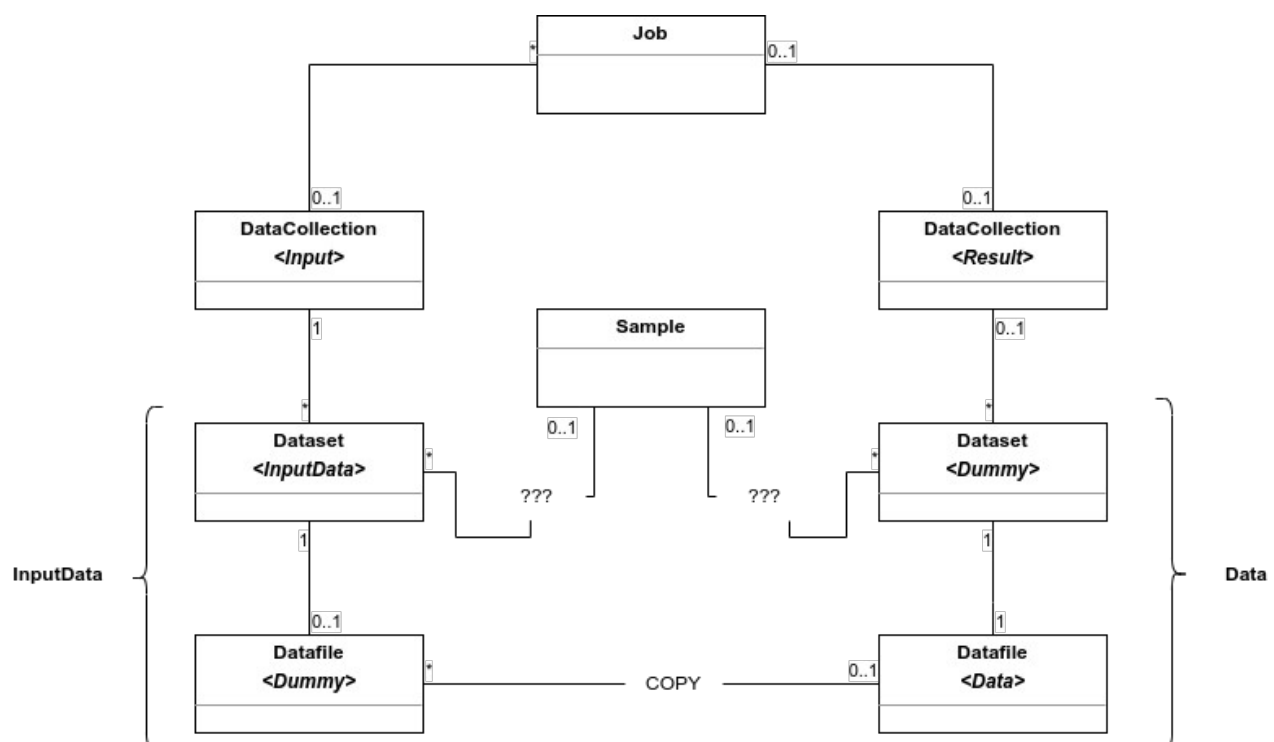 Job
*
0..1
0..1
0..1
DataCollection
<Input>
DataCollection
<Result>
1
Sample
0..1
*
0..1
0..1
*
Dataset
<InputData>
*
???
???
*
Dataset
<Dummy>
1
1
InputData
Data
0..1
1
Datafile
<Dummy>
*
COPY
0..1
Datafile
<Data>